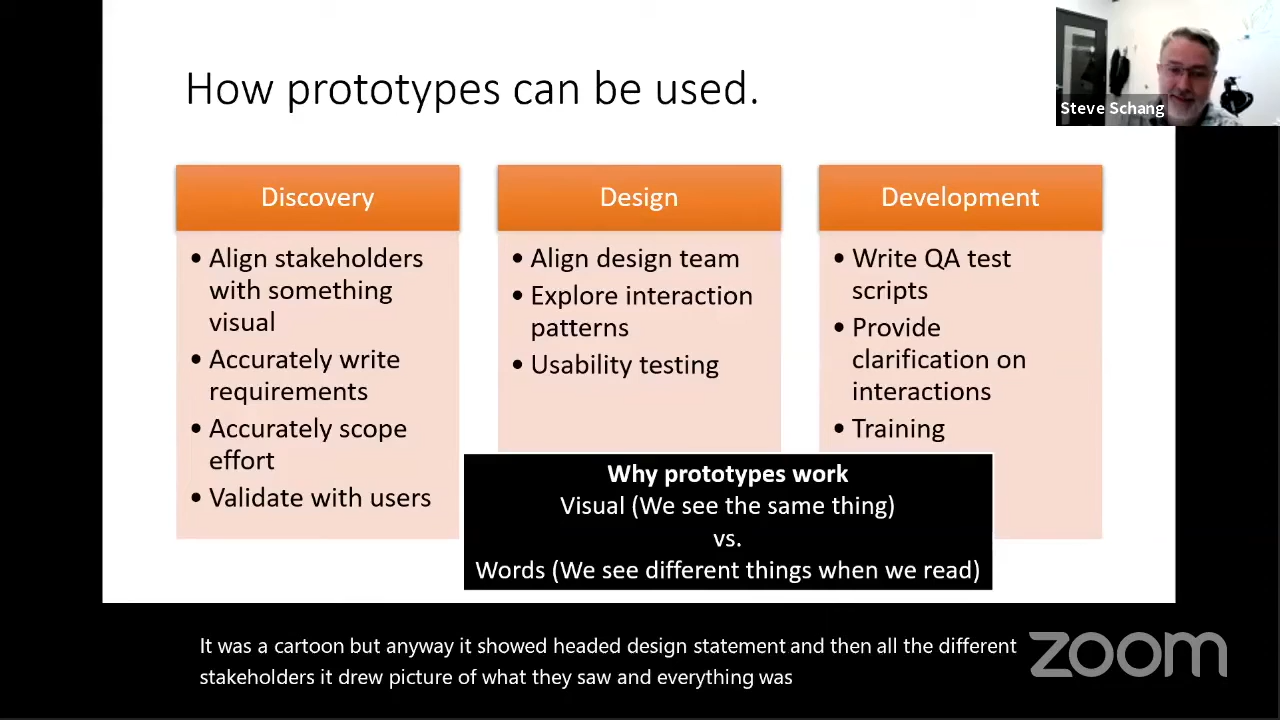 How prototypes can be used.
Steve Schang
Discovery
• Align stakeholders
with something
visual
• Accurately write
requirements
• Accurately scope
effort
• Validate with users
Design
• Align design team
• Explore interaction
patterns
• Usability testing
Development
• Write QA test
scripts
• Provide
clarification on
interactions
• Training
Why prototypes work
Visual (We see the same thing)
vs.
Words (We see different things when we read)
It was a cartoon but anyway it showed headed design statement and then all the different
stakeholders it drew picture of what they saw and everything was
zoom